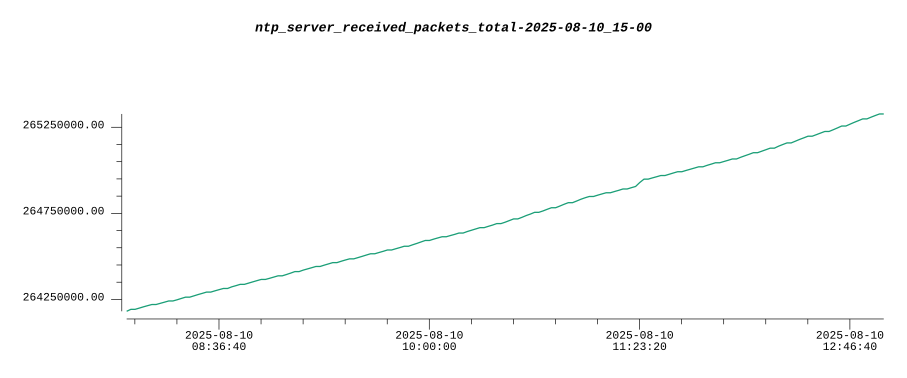 ntp_server_received_packets_total-2025-08-10_15-00
265250000.00
264750000.00
264250000.00
2025-08-10 2025-08-10 2025-08-10 2025-08-10
08:36:40 10:00:00 11:23:20 12:46:40